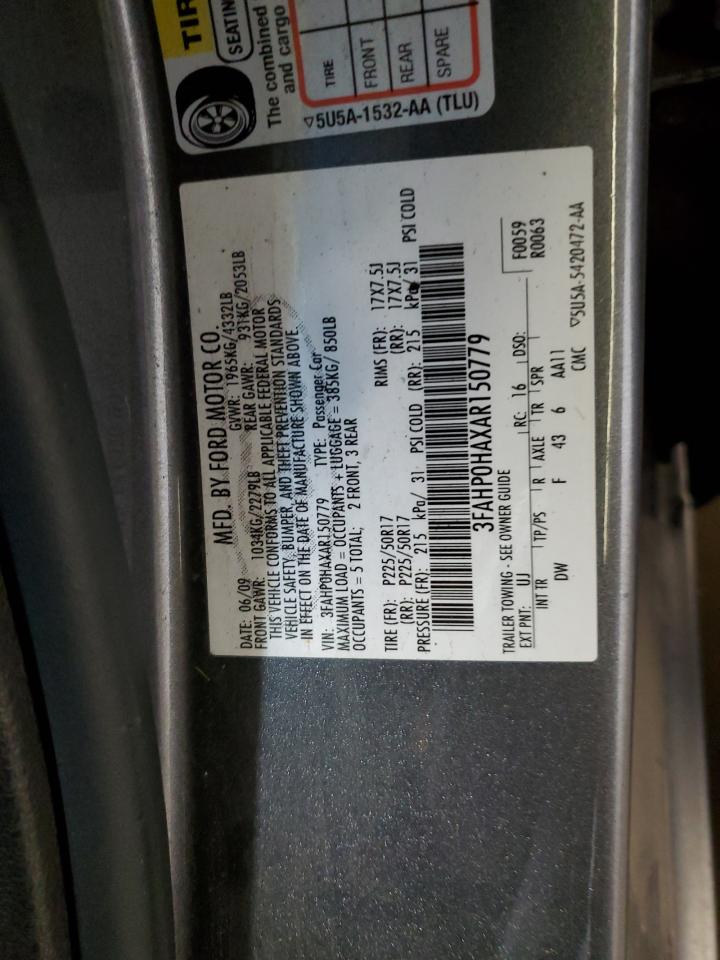 TIR
SEATIN
The combined
and cargo
TIRE
FRONT
REAR
SPARE
▽5U5A-1532-AA (TLU)
MFD. BY FORD MOTOR CO.
DATE: 06/09 GVWR: 1965KG/4332LB
FRONT GAWR: 1034KG/2279LB REAR GAWR: 931KG/2053LB
THIS VEHICLE CONFORMS TO ALL APPLICABLE FEDERAL MOTOR
VEHICLE SAFETY, BUMPER, AND THEFT PREVENTION STANDARDS
IN EFFECT ON THE DATE OF MANUFACTURE SHOWN ABOVE.
VIN: 3FAHP0HAXAR150779 TYPE: Passenger Car
MAXIMUM LOAD = OCCUPANTS + LUGGAGE = 385KG/ 850LB
OCCUPANTS = 5 TOTAL; 2 FRONT, 3 REAR
TIRE (FR): P225/50R17 RIMS (FR): 17X7.5J
(RR): P225/50R17 (RR): 17X7.5J
PRESSURE (FR): 215 kPa/ 31 PSI COLD (RR): 215 kPa/ 31 PSI COLD
3FAHP0HAXAR150779
TRAILER TOWING - SEE OWNER GUIDE F0059
EXT PNT: UJ RC: 16 DSO: R0063
INT TR TP/PS R AXLE TR SPR
DW F 43 6 AA11
CMC ▽5U5A-5420472-AA